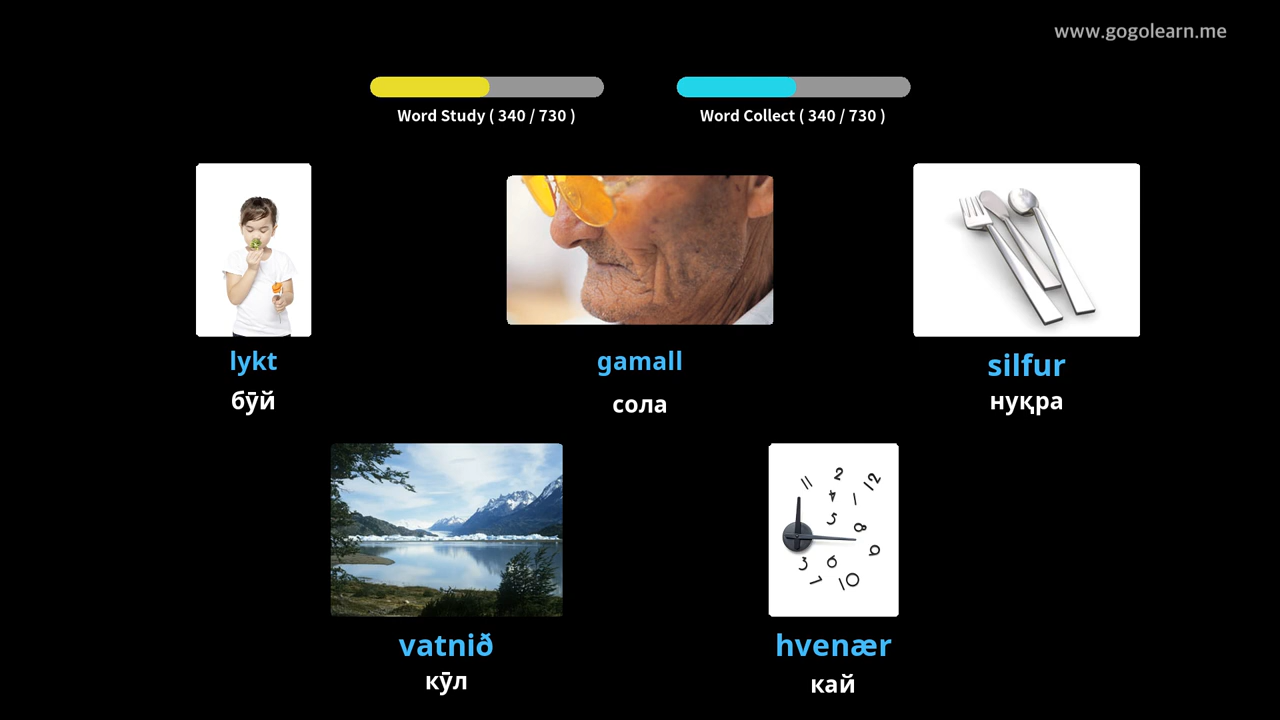 www.gogolearn.me
Word Study ( 340 / 730 )
Word Collect ( 340 / 730 )
lykt
бӯй
gamall
сола
silfur
нуқра
vatnið
кӯл
hvenær
кай